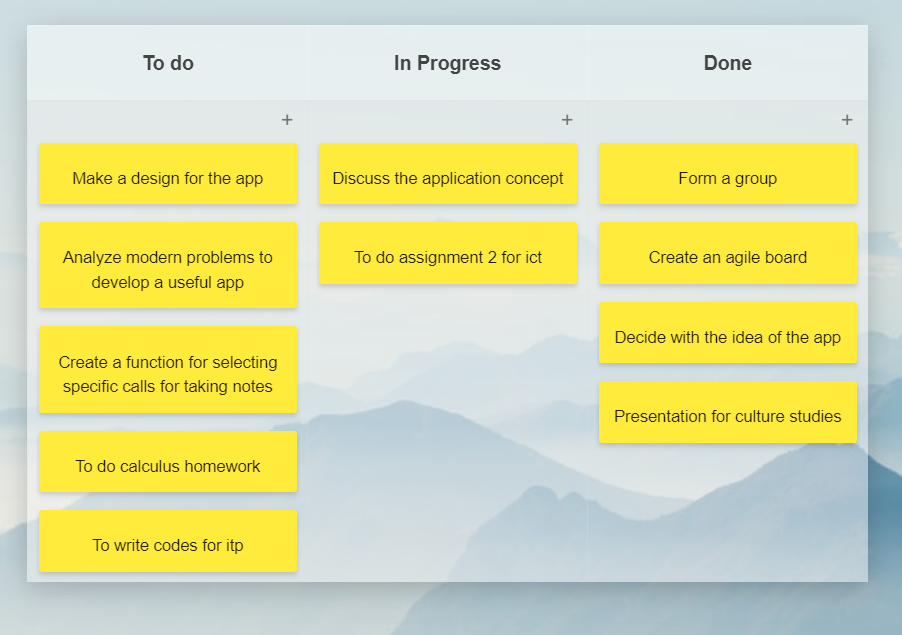 To do
In Progress
Done
+
+
+
Make a design for the app
Analyze modern problems to
develop a useful app
Create a function for selecting
specific calls for taking notes
To do calculus homework
To write codes for itp
Discuss the application concept
To do assignment 2 for ict
Form a group
Create an agile board
Decide with the idea of the app
Presentation for culture studies